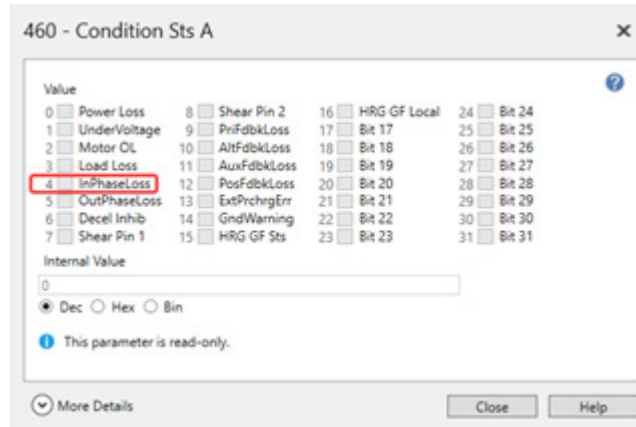 460 - Condition Sts A
Value
0 Power Loss 8 Shear Pin 2 16 HRG GF Local 24 Bit 24
1 UnderVoltage 9 PriFdbkLoss 17 Bit 17 25 Bit 25
2 Motor OL 10 AltFdbkLoss 18 Bit 18 26 Bit 26
3 Load Loss 11 AuxFdbkLoss 19 Bit 19 27 Bit 27
4 InPhaseLoss 12 PosFdbkLoss 20 Bit 20 28 Bit 28
5 OutPhaseLoss 13 ExtPrchrgErr 21 Bit 21 29 Bit 29
6 Decel Inhib 14 GndWarning 22 Bit 22 30 Bit 30
7 Shear Pin 1 15 HRG GF Sts 23 Bit 23 31 Bit 31
Internal Value
0
Dec Hex Bin
This parameter is read-only.
More Details Close Help